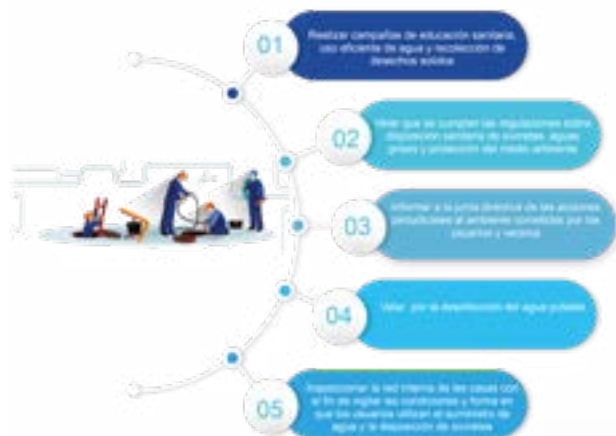 01
Realizar campañas de educación sanitaria,
uso eficiente de agua y recolección de
desechos solidos
02
Velar que se cumplan las regulaciones sobre
disposición sanitaria de excretas, aguas
grises y protección del medio ambiente
03
Informar a la junta directiva de las acciones
perjudiciales al ambiente cometidas por los
usuarios y vecinos
04
Velar por la desinfección del agua potable
05
Inspeccionar la red interna de las casas con
el fin de vigilar las condiciones y forma en
que los usuarios utilizan el suministro de
agua y la disposición de excretas